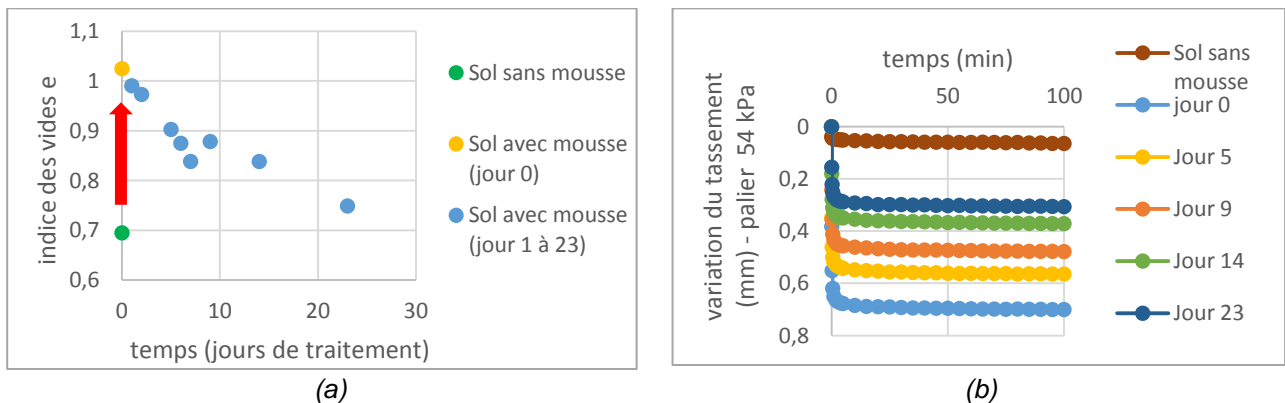 1,1
1
0,9
0,8
0,7
0,6
indice des vides e
0
10
20
30
temps (jours de traitement)
Sol sans mousse
Sol avec mousse
(jour 0)
Sol avec mousse
(jour 1 à 23)
(a)
temps (min)
0
50
100
0
0,2
0,4
0,6
0,8
variation du tassement
(mm) - palier 54 kPa
Sol sans
mousse
jour 0
Jour 5
Jour 9
Jour 14
Jour 23
(b)